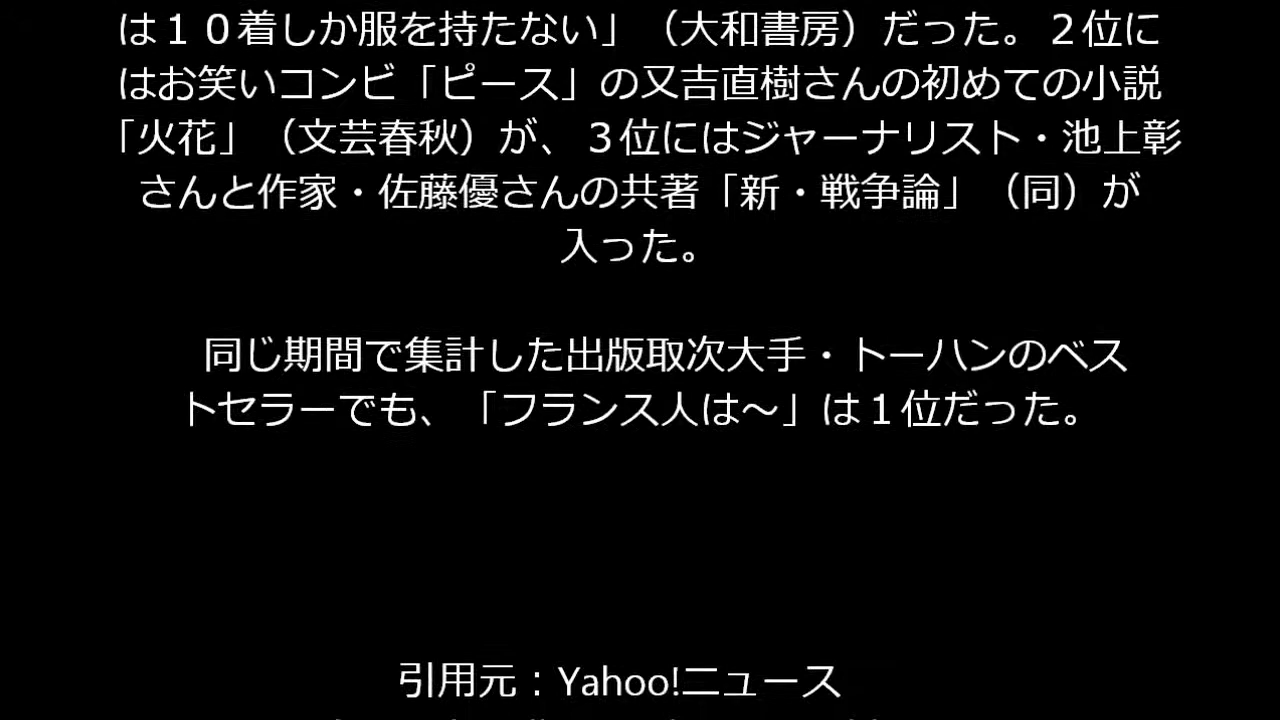 は１０着しか服を持たない」（大和書房）だった。２位に
はお笑いコンビ「ピース」の又吉直樹さんの初めての小説
「火花」（文芸春秋）が、３位にはジャーナリスト・池上彰
さんと作家・佐藤優さんの共著「新・戦争論」（同）が
入った。
同じ期間で集計した出版取次大手・トーハンのベス
トセラーでも、「フランス人は～」は１位だった。
引用元：Yahoo!ニュース